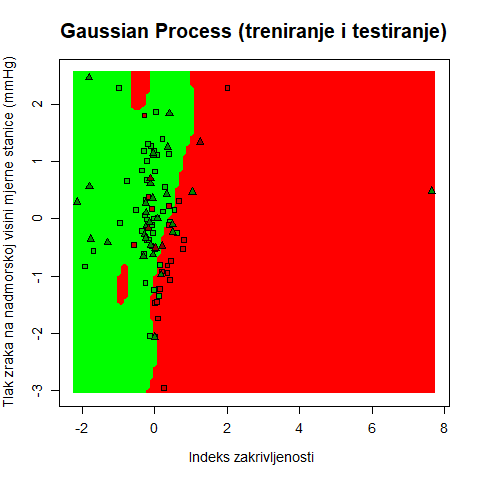 Gaussian Process (treniranje i testiranje)
Tlak zraka na nadmorskoj visini mjerne stanice (mmHg)
2
1
0
-1
-2
-3
-2 0 2 4 6 8
Indeks zakrivljenosti